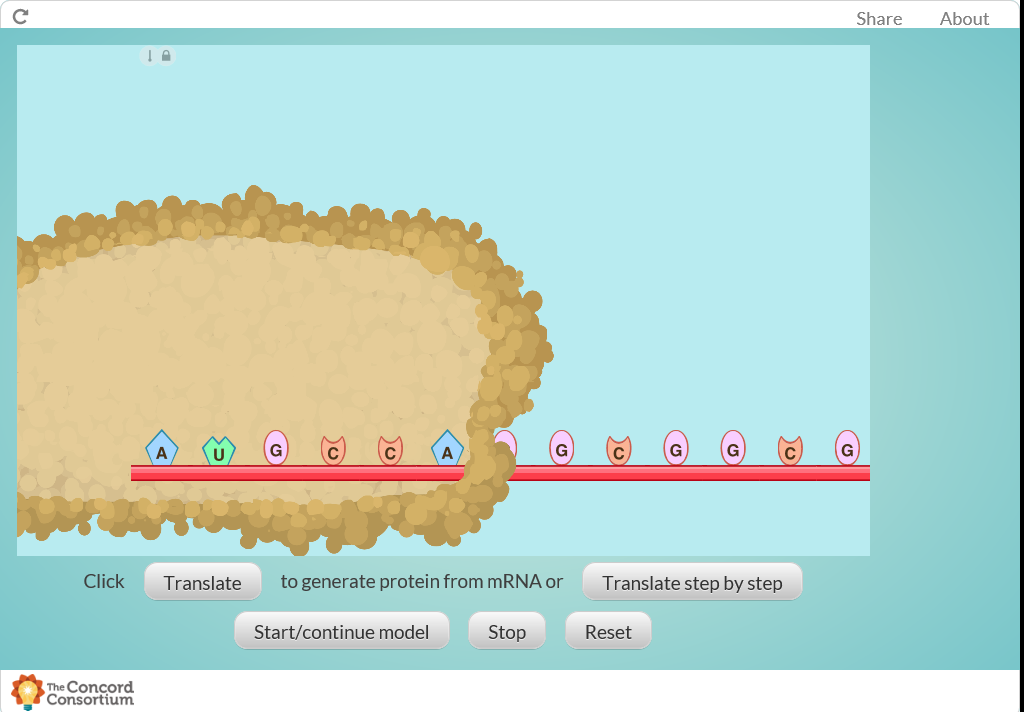 Share About
A U G C C A G C G G C G
Click Translate to generate protein from mRNA or Translate step by step
Start/continue model Stop Reset
The Concord
Consortium